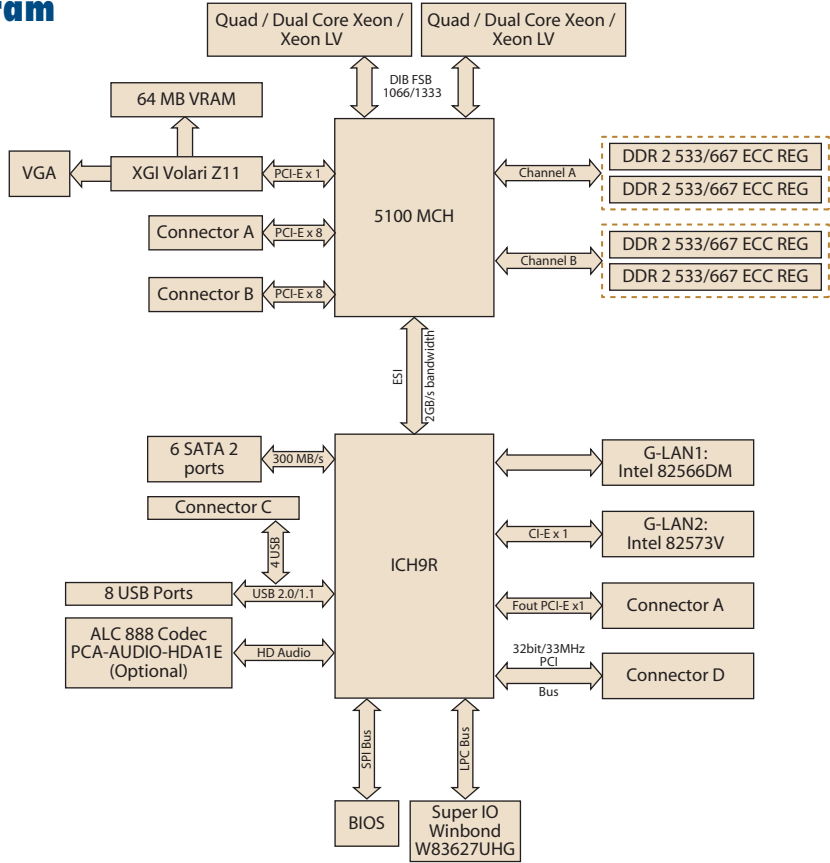 ram
Quad / Dual Core Xeon /
Xeon LV
Quad / Dual Core Xeon /
Xeon LV
DIB FSB
1066/1333
64 MB VRAM
VGA
XGI Volari Z11
PCI-E x 1
Connector A
PCI-E x 8
Connector B
PCI-E x 8
5100 MCH
Channel A
DDR 2 533/667 ECC REG
DDR 2 533/667 ECC REG
Channel B
DDR 2 533/667 ECC REG
DDR 2 533/667 ECC REG
ESI
2GB/s bandwidth
6 SATA 2
ports
300 MB/s
Connector C
4 USB
8 USB Ports
USB 2.0/1.1
ALC 888 Codec
PCA-AUDIO-HDA1E
(Optional)
HD Audio
ICH9R
G-LAN1:
Intel 82566DM
CI-E x 1
G-LAN2:
Intel 82573V
Fout PCI-E x1
Connector A
32bit/33MHz
PCI
Bus
Connector D
SPI Bus
LPC Bus
BIOS
Super IO
Winbond
W83627UHG